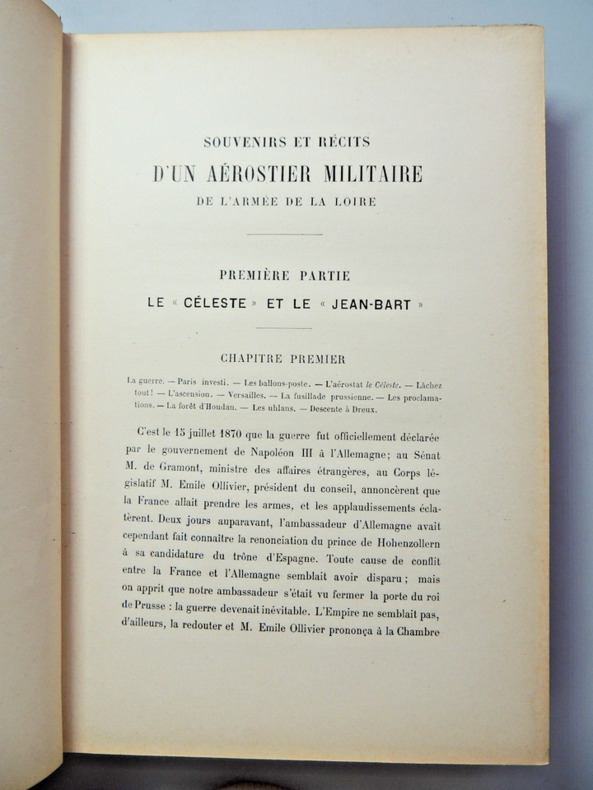 SOUVENIRS ET RÉCITS
D'UN AÉROSTIER MILITAIRE
DE L'ARMÉE DE LA LOIRE
PREMIÈRE PARTIE
LE « CÉLESTE » ET LE « JEAN-BART »
CHAPITRE PREMIER
La guerre. — Paris investi. — Les ballons-poste. — L'aérostat le Céleste. — Lâchez
tout! — L'ascension. — Versailles. — La fusillade prussienne. — Les proclama-
tions. — La forêt d'Houdan. — Les uhlans. — Descente à Dreux.
C'est le 15 juillet 1870 que la guerre fut officiellement déclarée
par le gouvernement de Napoléon III à l'Allemagne; au Sénat
M. de Gramont, ministre des affaires étrangères, au Corps lé-
gislatif M. Emile Ollivier, président du conseil, annoncèrent que
la France allait prendre les armes, et les applaudissements écla-
tèrent. Deux jours auparavant, l'ambassadeur d'Allemagne avait
cependant fait connaître la renonciation du prince de Hohenzollern
à sa candidature du trône d'Espagne. Toute cause de conflit
entre la France et l'Allemagne semblait avoir disparu; mais
on apprit que notre ambassadeur s'était vu fermer la porte du roi
de Prusse : la guerre devenait inévitable. L'Empire ne semblait pas,
d'ailleurs, la redouter et M. Emile Ollivier prononça à la Chambre